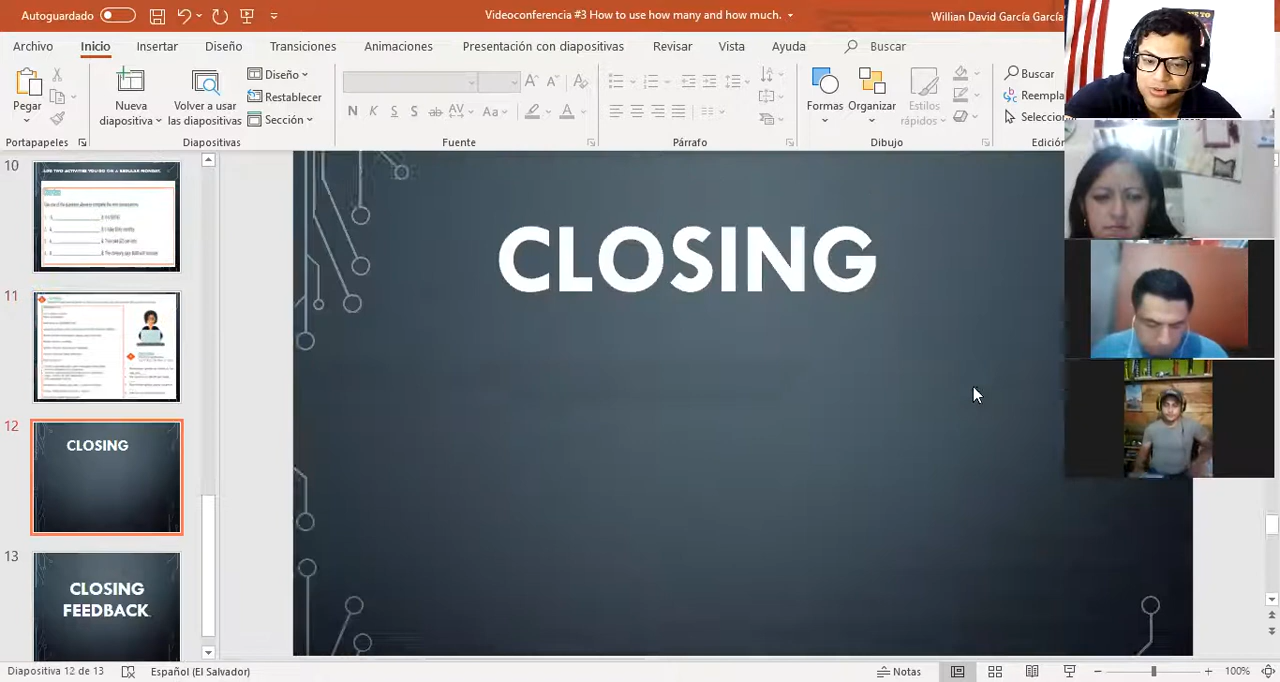 Autoguardado
Videoconferencia #3 How to use how many and how much.
Willian David García García
Archivo Inicio Insertar Diseño Transiciones Animaciones Presentación con diapositivas Revisar Vista Ayuda Buscar
Pegar
Nueva diapositiva
Volver a usar las diapositivas
Diseño
Restablecer
Sección
N K S S ab AV Aa A
Formas
Organizar
Estilos rápidos
Buscar
Reempla
Seleccio
Portapapeles Diapositivas Fuente Párrafo Dibujo Edición
10
11
12
CLOSING
13
CLOSING
FEEDBACK
CLOSING
Diapositiva 12 de 13 Español (El Salvador) Notas 100%